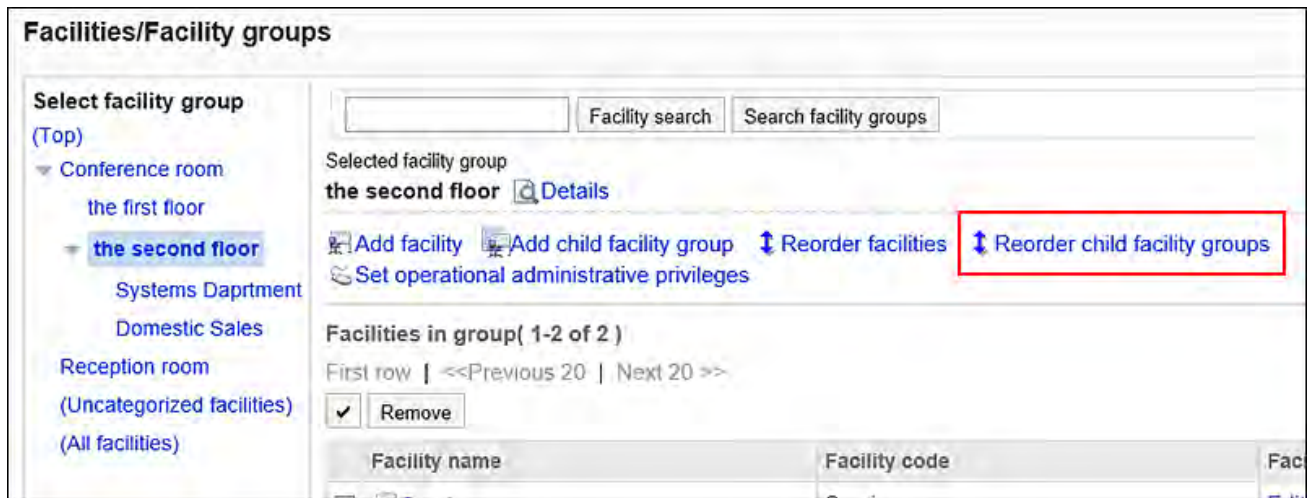 Facilities/Facility groups
Select facility group
(Top)
Conference room
the first floor
the second floor
Systems Daprtment
Domestic Sales
Reception room
(Uncategorized facilities)
(All facilities)
Facility search Search facility groups
Selected facility group
the second floor Details
Add facility Add child facility group Reorder facilities Reorder child facility groups
Set operational administrative privileges
Facilities in group( 1-2 of 2 )
First row | <<Previous 20 | Next 20 >>
Remove
Facility name Facility code